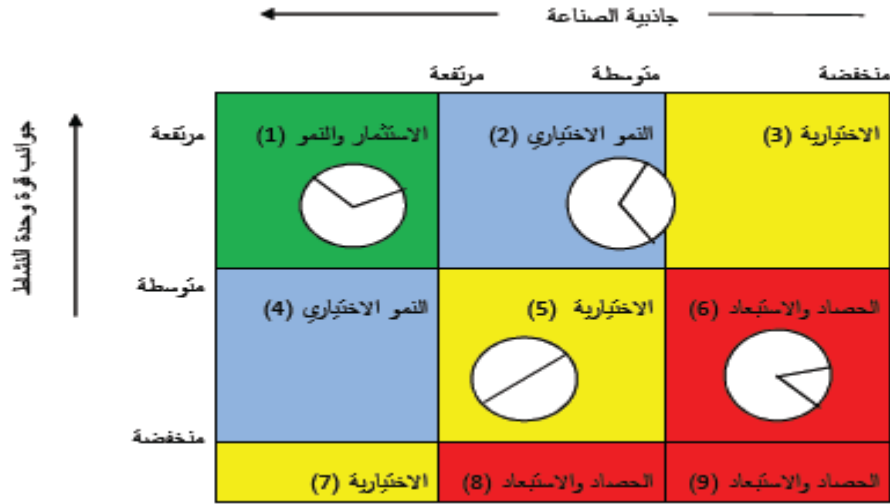 جاذبية الصناعة
منخفضة
متوسطة
مرتفعة
جوانب قوة وحدة النشاط
مرتفعة
الاستثمار والنمو (1)
النمو الاختياري (2)
الاختيارية (3)
متوسطة
النمو الاختياري (4)
الاختيارية (5)
الحصاد والاستبعاد (6)
منخفضة
الاختيارية (7)
الحصاد والاستبعاد (8)
الحصاد والاستبعاد (9)